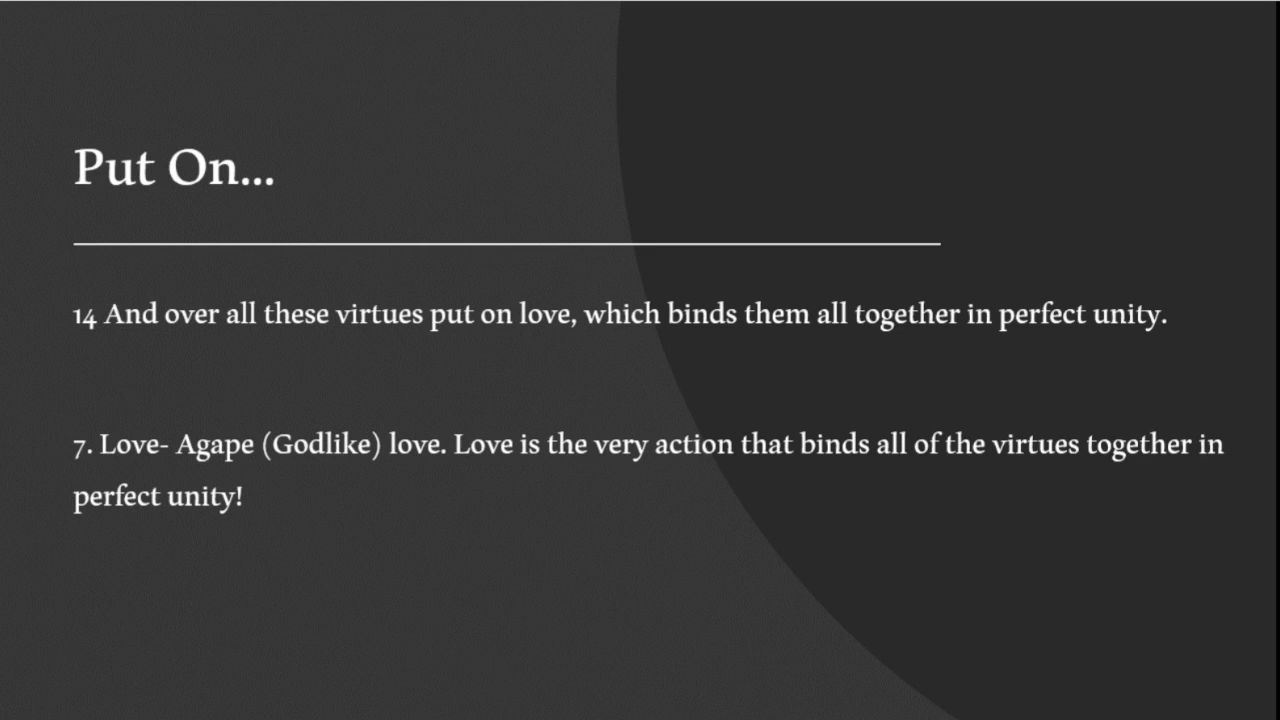 Put On...
14 And over all these virtues put on love, which binds them all together in perfect unity.
7. Love- Agape (Godlike) love. Love is the very action that binds all of the virtues together in
perfect unity!